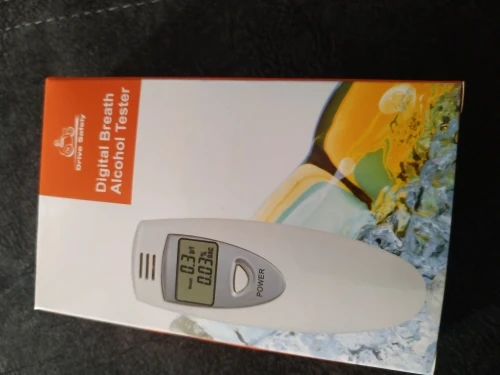 Drive Safety
Digital Breath
Alcohol Tester
0.3
0.03%
POWER